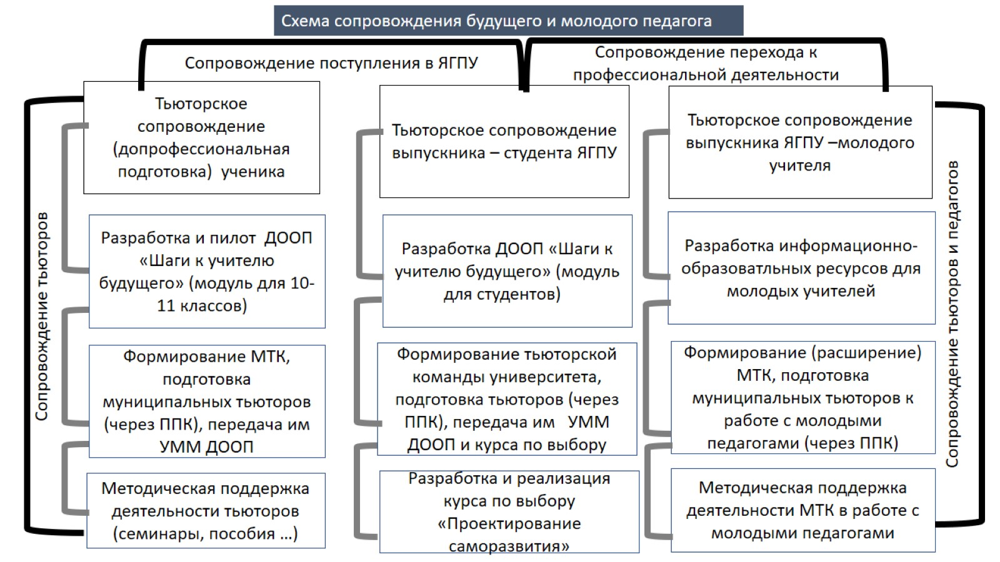 Схема сопровождения будущего и молодого педагога
Сопровождение поступления в ЯГПУ
Сопровождение перехода к
профессиональной деятельности
Сопровождение тьюторов
Тьюторское
сопровождение
(допрофессиональная
подготовка) ученика
Разработка и пилот ДООП
«Шаги к учителю
будущего» (модуль для 10-
11 классов)
Формирование МТК,
подготовка
муниципальных тьюторов
(через ППК), передача им
УММ ДООП
Методическая поддержка
деятельности тьюторов
(семинары, пособия ...)
Тьюторское сопровождение
выпускника – студента ЯГПУ
Разработка ДООП «Шаги к
учителю будущего» (модуль
для студентов)
Формирование тьюторской
команды университета,
подготовка тьюторов (через
ППК), передача им УММ
ДООП и курса по выбору
Разработка и реализация
курса по выбору
«Проектирование
саморазвития»
Тьюторское сопровождение
выпускника ЯГПУ –молодого
учителя
Разработка информационно-
образоватльных ресурсов для
молодых учителей
Формирование (расширение)
МТК, подготовка
муниципальных тьюторов к
работе с молодыми
педагогами (через ППК)
Методическая поддержка
деятельности МТК в работе с
молодыми педагогами
Сопровождение тьюторов и педагогов